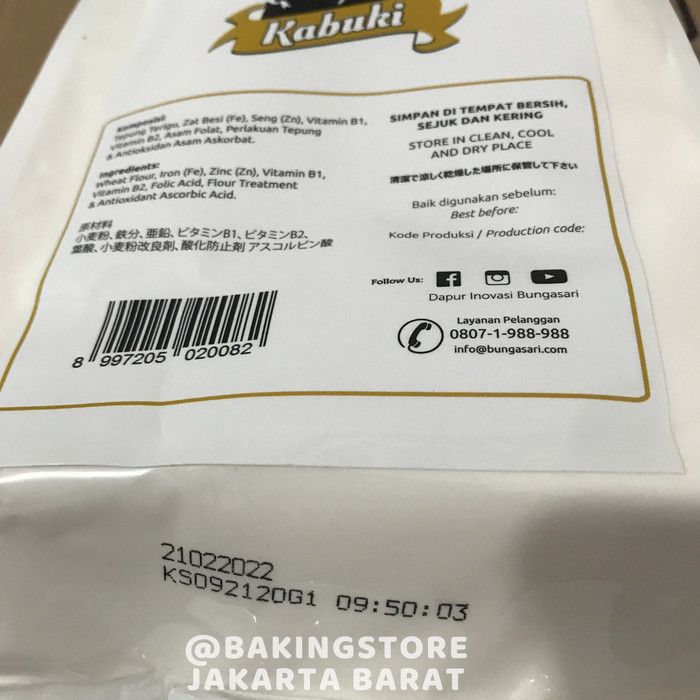 Kabuki
Komposisi:
Tepung Terigu, Zat Besi (Fe), Seng (Zn), Vitamin B1,
Vitamin B2, Asam Folat, Perlakuan Tepung
& Antioksidan Asam Askorbat.
Ingredients:
Wheat Flour, Iron (Fe), Zinc (Zn), Vitamin B1,
Vitamin B2, Folic Acid, Flour Treatment
& Antioxidant Ascorbic Acid.
原材料
小麦粉、鉄分、亜鉛、ビタミンB1、ビタミンB2、
葉酸、小麦粉改良剤、酸化防止剤 アスコルビン酸
8 997205 020082
SIMPAN DI TEMPAT BERSIH,
SEJUK DAN KERING
STORE IN CLEAN, COOL
AND DRY PLACE
清潔で涼しく乾燥した場所に保管して下さい
Baik digunakan sebelum:
Best before:
Kode Produksi / Production code:
Follow Us:
Dapur Inovasi Bungasari
Layanan Pelanggan
0807-1-988-988
info@bungasari.com
21022022
KS092120G1 09:50:03
@BAKINGSTORE
JAKARTA BARAT